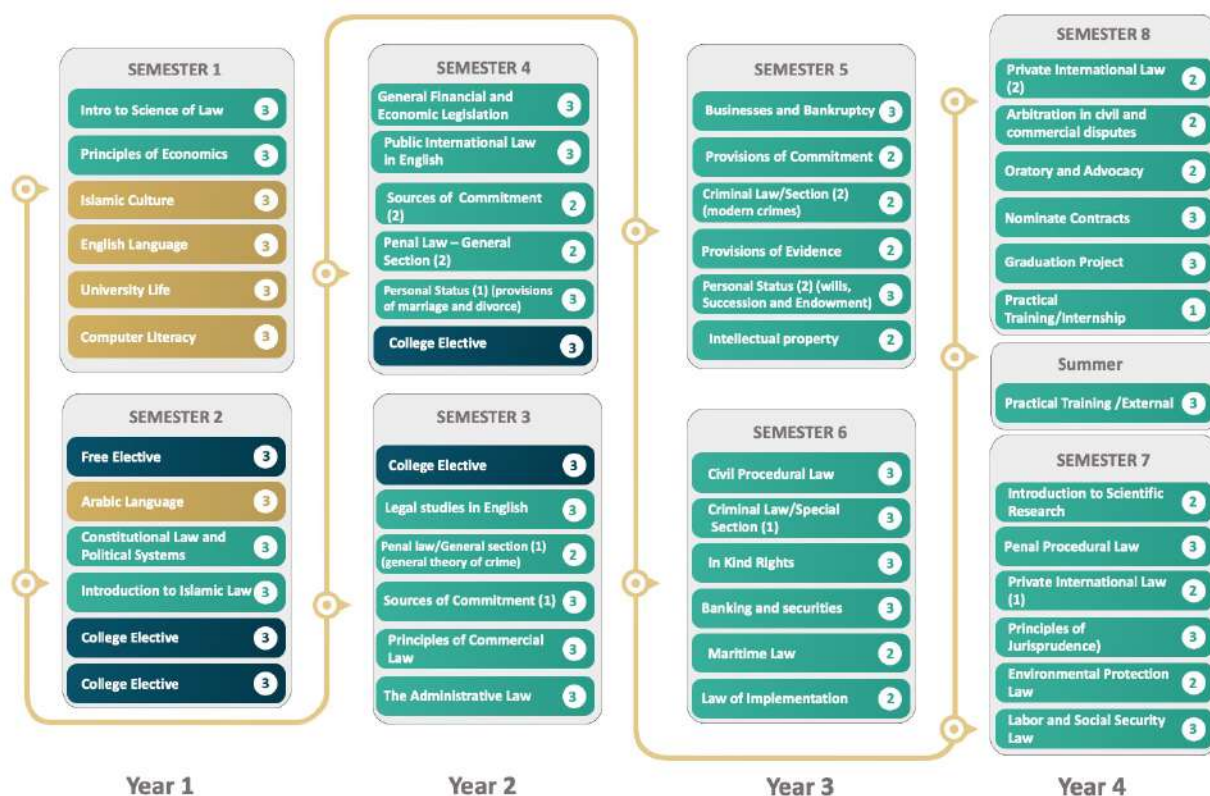 SEMESTER 1
Intro to Science of Law 3
Principles of Economics 3
Islamic Culture 3
English Language 3
University Life 3
Computer Literacy 3
SEMESTER 2
Free Elective 3
Arabic Language 3
Constitutional Law and
Political Systems 3
Introduction to Islamic Law 3
College Elective 3
College Elective 3
Year 1
SEMESTER 4
General Financial and
Economic Legislation 3
Public International Law
in English 3
Sources of Commitment
(2) 2
Penal Law – General
Section (2) 2
Personal Status (1) (provisions
of marriage and divorce) 3
College Elective 3
SEMESTER 3
College Elective 3
Legal studies in English 3
Penal law/General section (1)
(general theory of crime) 2
Sources of Commitment (1) 3
Principles of Commercial
Law 3
The Administrative Law 3
Year 2
SEMESTER 5
Businesses and Bankruptcy 3
Provisions of Commitment 2
Criminal Law/Section (2)
(modern crimes) 2
Provisions of Evidence 2
Personal Status (2) (wills,
Succession and Endowment) 3
Intellectual property 2
SEMESTER 6
Civil Procedural Law 3
Criminal Law/Special
Section (1) 3
In Kind Rights 3
Banking and securities 3
Maritime Law 2
Law of Implementation 2
Year 3
SEMESTER 8
Private International Law
(2) 2
Arbitration in civil and
commercial disputes 2
Oratory and Advocacy 2
Nominate Contracts 3
Graduation Project 3
Practical
Training/Internship 1
Summer
Practical Training /External 3
SEMESTER 7
Introduction to Scientific
Research 2
Penal Procedural Law 3
Private International Law
(1) 2
Principles of
Jurisprudence) 3
Environmental Protection
Law 2
Labor and Social Security
Law 3
Year 4